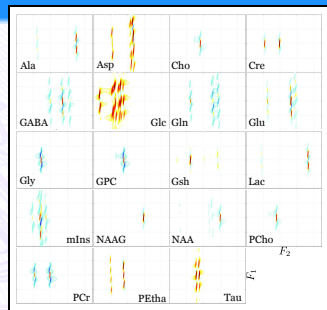 Ala Asp Cho Cre
GABA Glc Gln Glu
Gly GPC Gsh Lac
mIns NAAG NAA PCho
F₂
F₁
PCr PEtha Tau